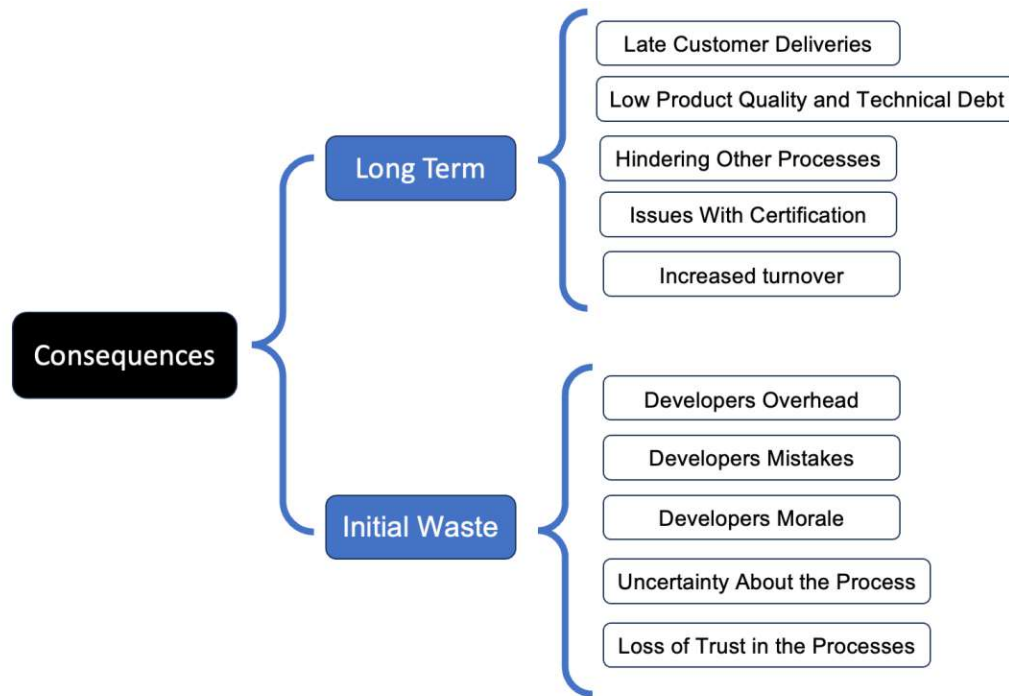 Consequences
Long Term
Late Customer Deliveries
Low Product Quality and Technical Debt
Hindering Other Processes
Issues With Certification
Increased turnover
Initial Waste
Developers Overhead
Developers Mistakes
Developers Morale
Uncertainty About the Process
Loss of Trust in the Processes